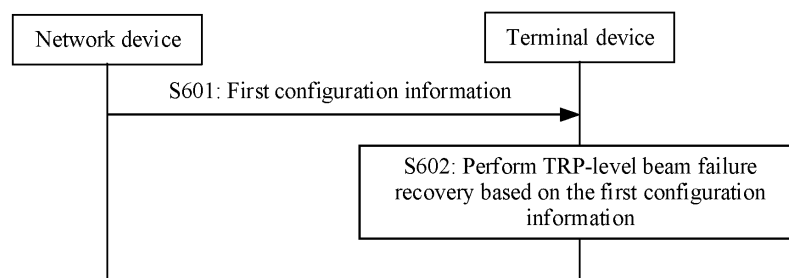 Network device
Terminal device
S601: First configuration information
S602: Perform TRP-level beam failure
recovery based on the first configuration
information